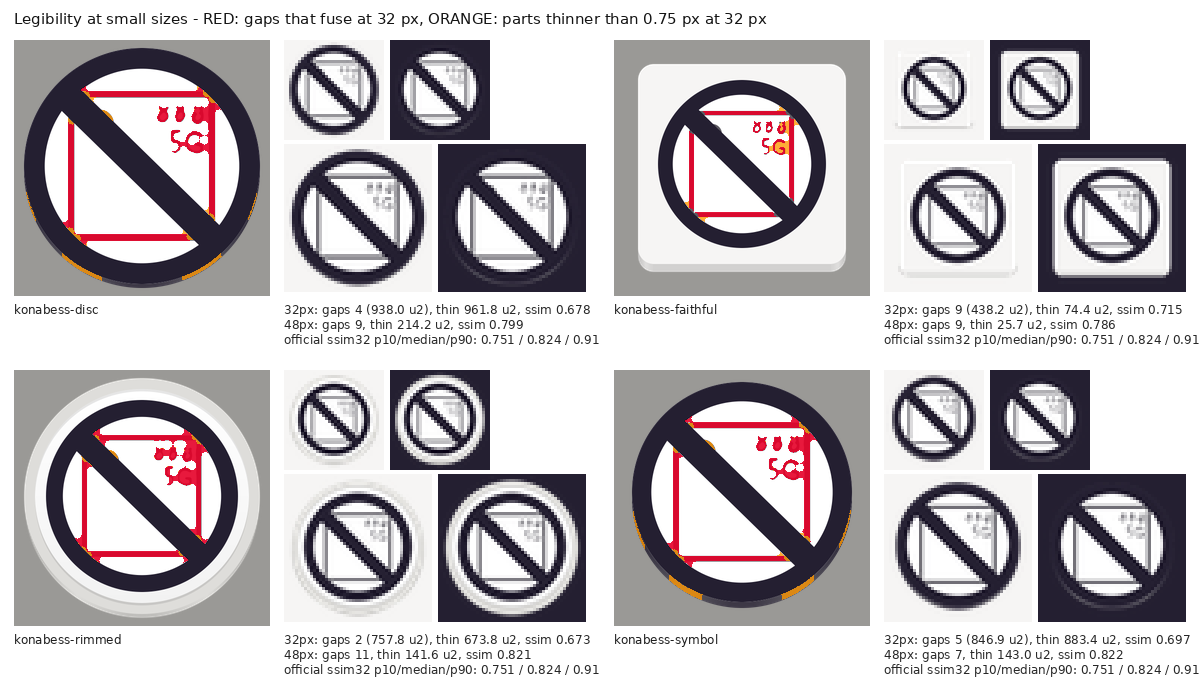 Legibility at small sizes - RED: gaps that fuse at 32 px, ORANGE: parts thinner than 0.75 px at 32 px
5G
5G
konabess-disc
32px: gaps 4 (938.0 u2), thin 961.8 u2, ssim 0.678
48px: gaps 9, thin 214.2 u2, ssim 0.799
official ssim32 p10/median/p90: 0.751 / 0.824 / 0.91
konabess-faithful
32px: gaps 9 (438.2 u2), thin 74.4 u2, ssim 0.715
48px: gaps 9, thin 25.7 u2, ssim 0.786
official ssim32 p10/median/p90: 0.751 / 0.824 / 0.91
5G
5G
konabess-rimmed
32px: gaps 2 (757.8 u2), thin 673.8 u2, ssim 0.673
48px: gaps 11, thin 141.6 u2, ssim 0.821
official ssim32 p10/median/p90: 0.751 / 0.824 / 0.91
konabess-symbol
32px: gaps 5 (846.9 u2), thin 883.4 u2, ssim 0.697
48px: gaps 7, thin 143.0 u2, ssim 0.822
official ssim32 p10/median/p90: 0.751 / 0.824 / 0.91